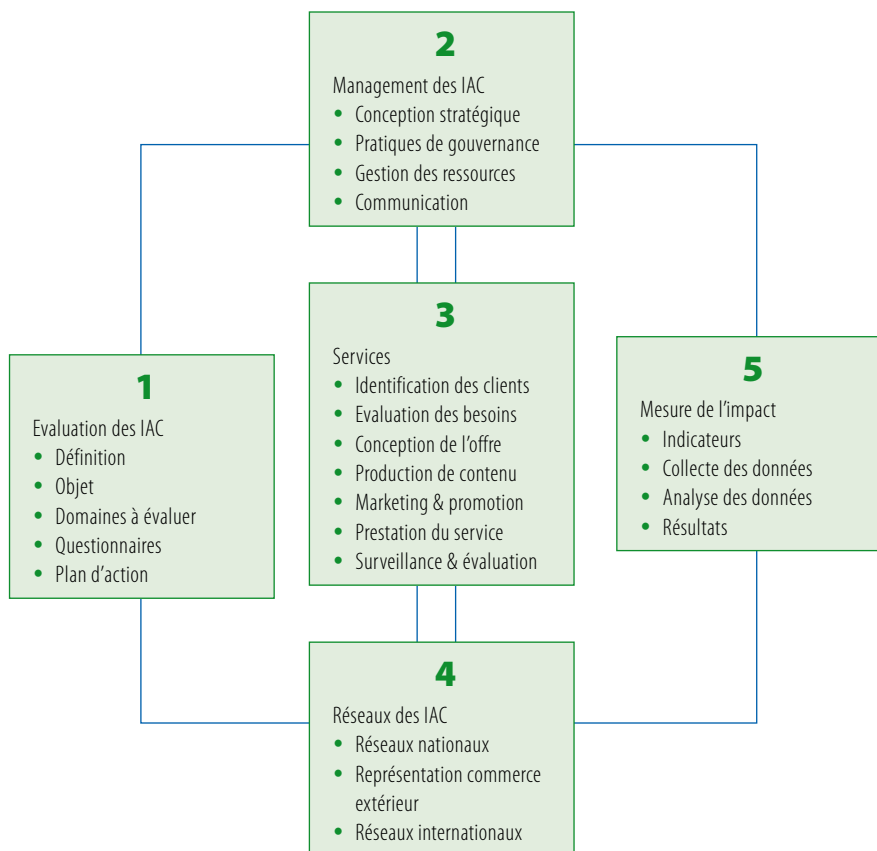 2
Management des IAC
• Conception stratégique
• Pratiques de gouvernance
• Gestion des ressources
• Communication
3
Services
• Identification des clients
• Evaluation des besoins
• Conception de l'offre
• Production de contenu
• Marketing & promotion
• Prestation du service
• Surveillance & évaluation
1
Evaluation des IAC
• Définition
• Objet
• Domaines à évaluer
• Questionnaires
• Plan d'action
5
Mesure de l'impact
• Indicateurs
• Collecte des données
• Analyse des données
• Résultats
4
Réseaux des IAC
• Réseaux nationaux
• Représentation commerce
extérieur
• Réseaux internationaux